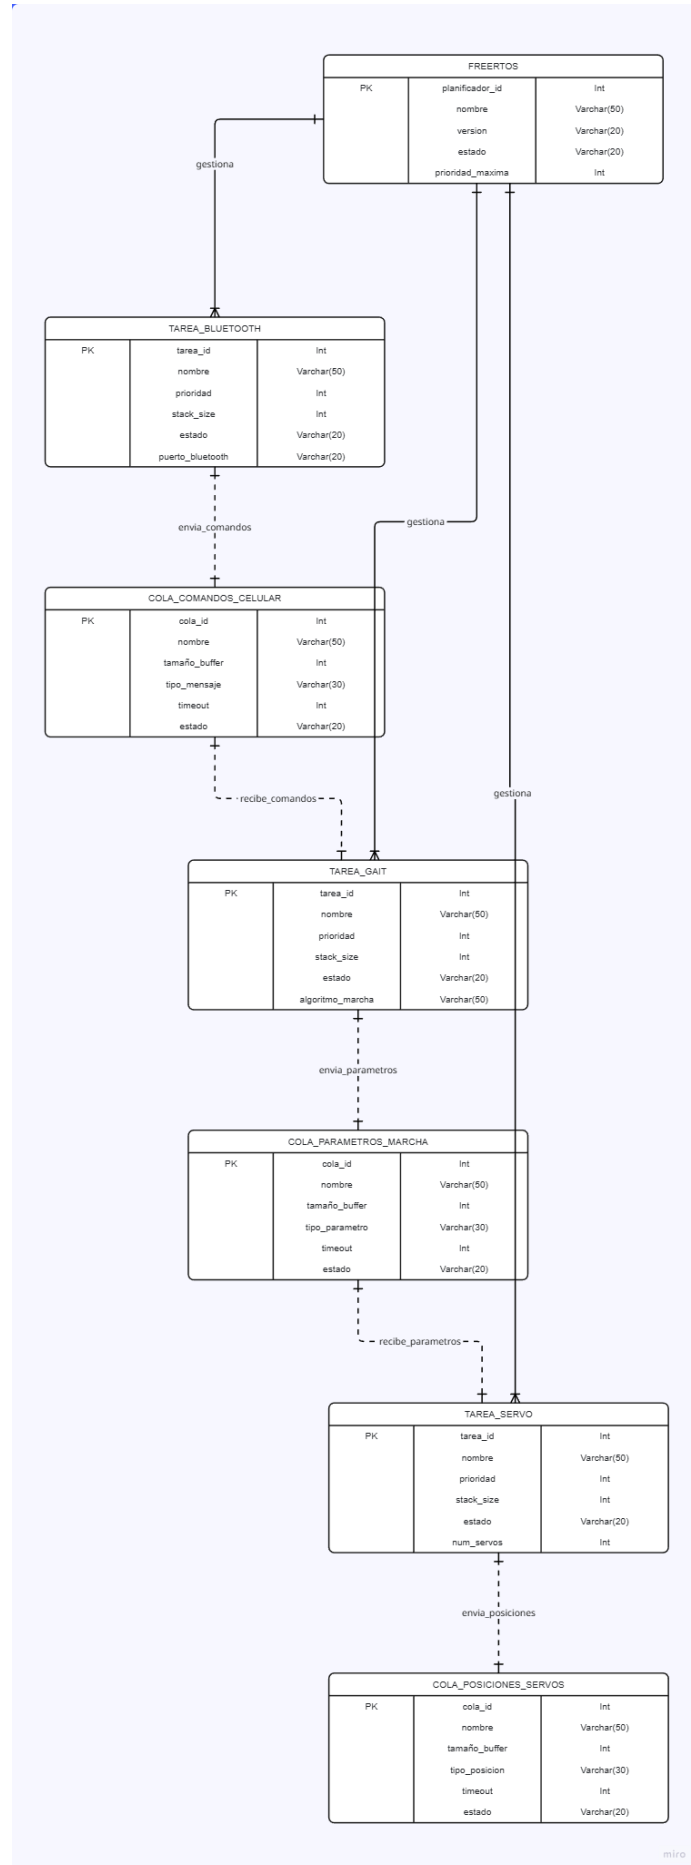 FREERTOS
PK planificador_id Int
nombre Varchar(50)
version Varchar(20)
estado Varchar(20)
prioridad_maxima Int
gestiona
TAREA_BLUETOOTH
PK tarea_id Int
nombre Varchar(50)
prioridad Int
stack_size Int
estado Varchar(20)
puerto_bluetooth Varchar(20)
gestiona
envia_comandos
COLA_COMANDOS_CELULAR
PK cola_id Int
nombre Varchar(50)
tamaño_buffer Int
tipo_mensaje Varchar(30)
timeout Int
estado Varchar(20)
gestiona
recibe_comandos
TAREA_GAIT
PK tarea_id Int
nombre Varchar(50)
prioridad Int
stack_size Int
estado Varchar(20)
algoritmo_marcha Varchar(50)
envia_parametros
COLA_PARAMETROS_MARCHA
PK cola_id Int
nombre Varchar(50)
tamaño_buffer Int
tipo_parametro Varchar(30)
timeout Int
estado Varchar(20)
recibe_parametros
TAREA_SERVO
PK tarea_id Int
nombre Varchar(50)
prioridad Int
stack_size Int
estado Varchar(20)
num_servos Int
envia_posiciones
COLA_POSICIONES_SERVOS
PK cola_id Int
nombre Varchar(50)
tamaño_buffer Int
tipo_posicion Varchar(30)
timeout Int
estado Varchar(20)
miro